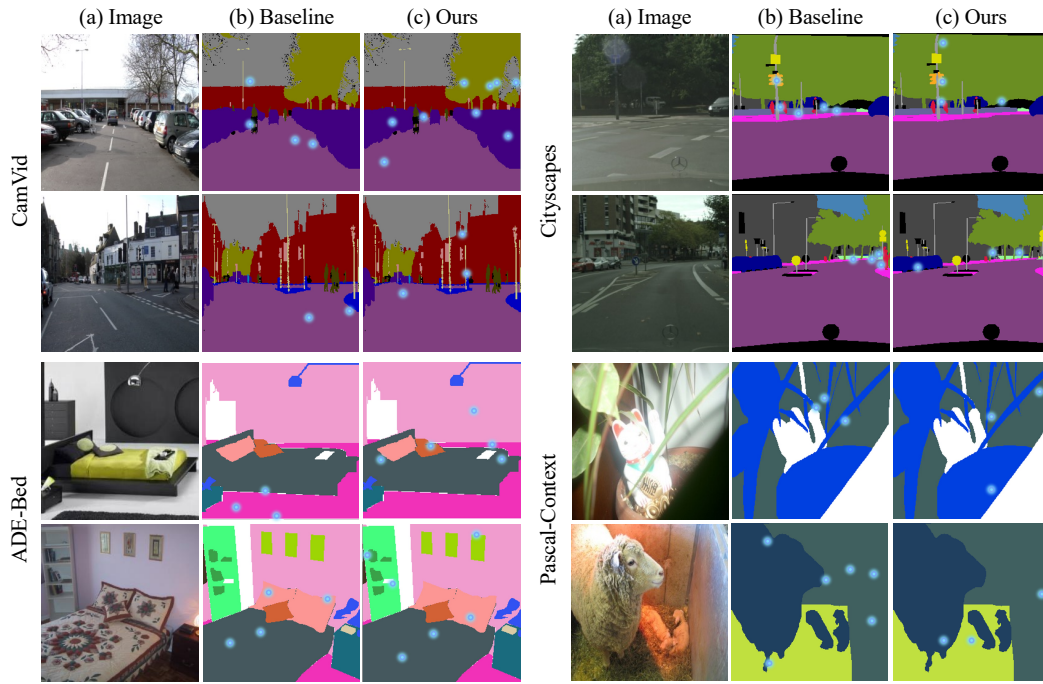 (a) Image (b) Baseline (c) Ours
(a) Image (b) Baseline (c) Ours
CamVid
Cityscapes
ADE-Bed
Pascal-Context